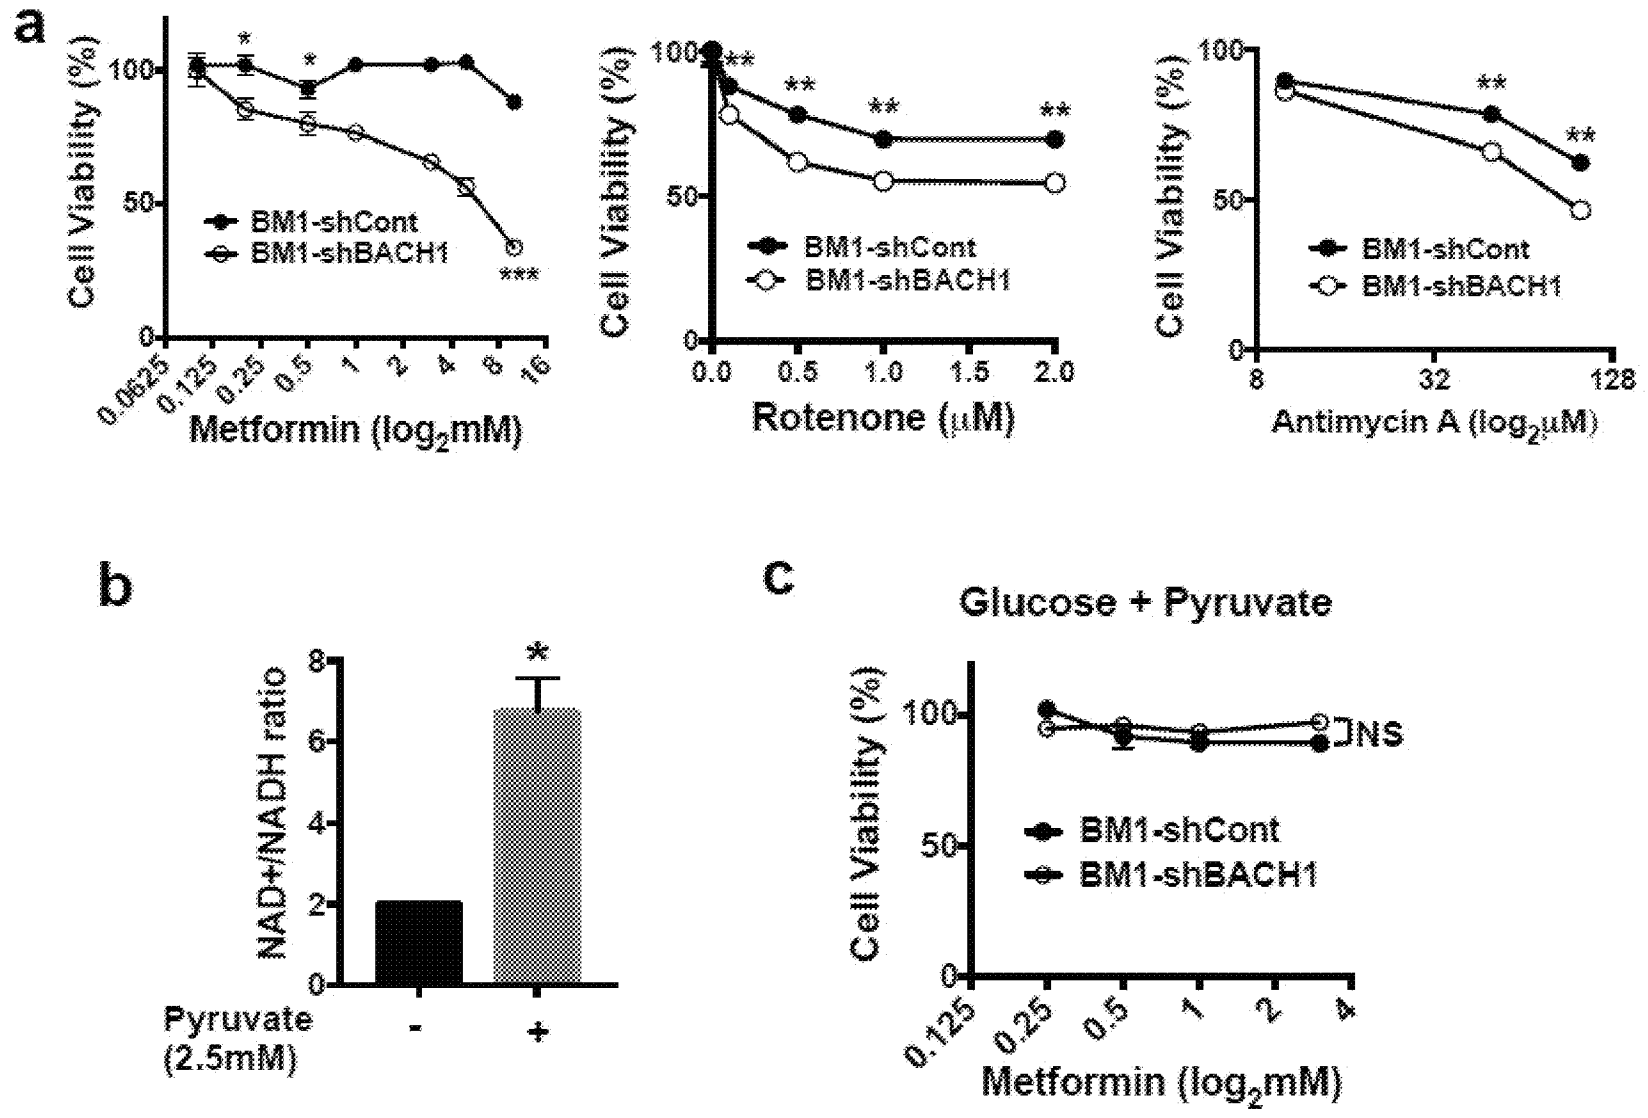 a
Cell Viability (%)
100
50
0
* * ***
BM1-shCont
BM1-shBACH1
0.0625 0.125 0.25 0.5 1 2 4 8 16
Metformin (log2mM)
Cell Viability (%)
100
50
0
** ** ** **
BM1-shCont
BM1-shBACH1
0.0 0.5 1.0 1.5 2.0
Rotenone (μM)
Cell Viability (%)
100
50
0
** **
BM1-shCont
BM1-shBACH1
8 32 128
Antimycin A (log2μM)
b
NAD+/NADH ratio
8
6
4
2
0
*
Pyruvate - +
(2.5mM)
c
Glucose + Pyruvate
Cell Viability (%)
100
50
0
NS
BM1-shCont
BM1-shBACH1
0.125 0.25 0.5 1 2 4
Metformin (log2mM)